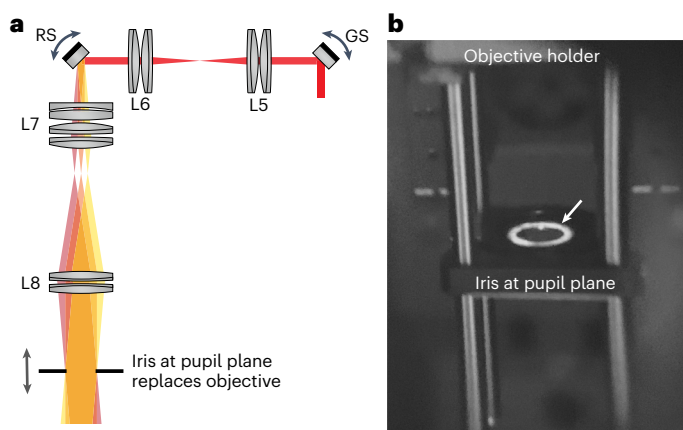 a
RS
GS
L6
L5
L7
L8
Iris at pupil plane
replaces objective
b
Objective holder
Iris at pupil plane